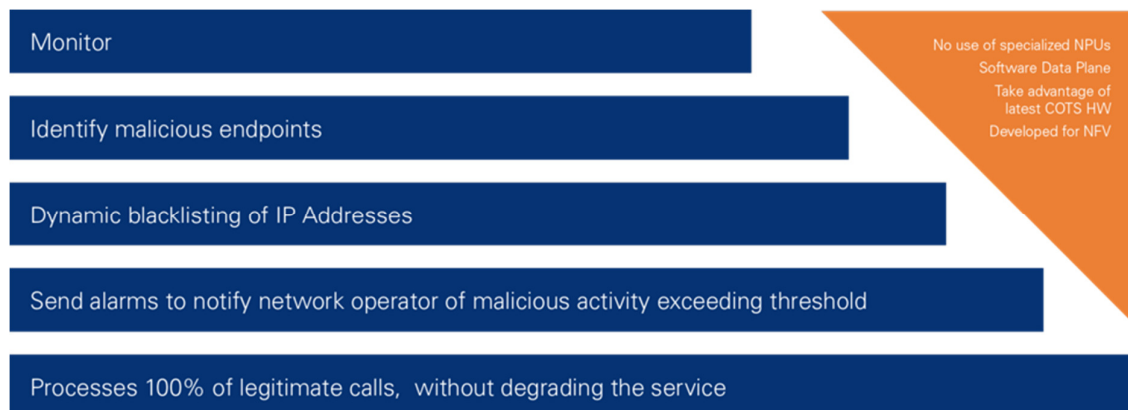 Monitor
No use of specialized NPUs
Software Data Plane
Take advantage of
latest COTS HW
Developed for NFV
Identify malicious endpoints
Dynamic blacklisting of IP Addresses
Send alarms to notify network operator of malicious activity exceeding threshold
Processes 100% of legitimate calls,  without degrading the service